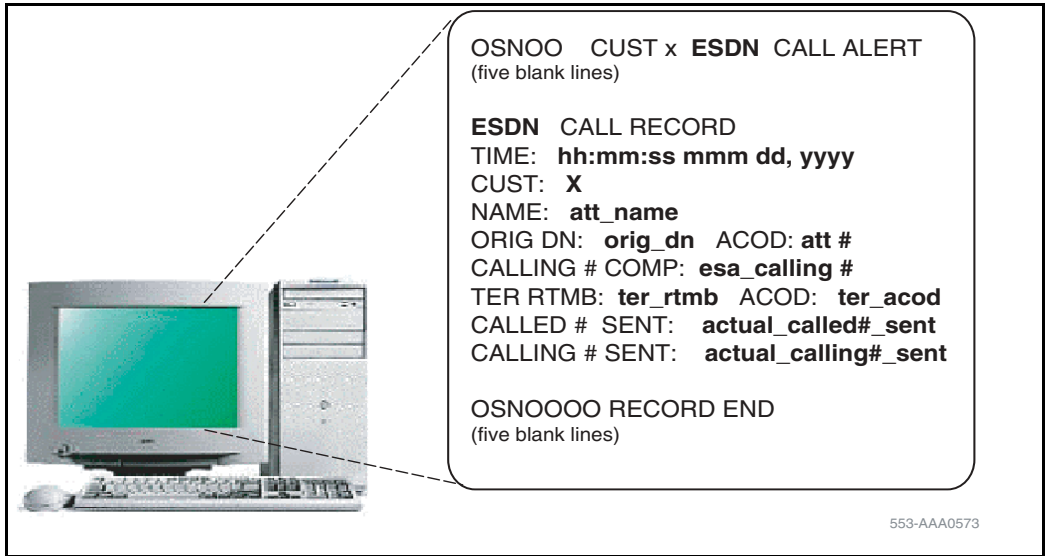 OSNOO CUST x ESDN CALL ALERT
(five blank lines)
ESDN CALL RECORD
TIME: hh:mm:ss mmm dd, yyyy
CUST: X
NAME: att_name
ORIG DN: orig_dn ACOD: att #
CALLING # COMP: esa_calling #
TER RTMB: ter_rtmb ACOD: ter_acod
CALLED # SENT: actual_called#_sent
CALLING # SENT: actual_calling#_sent
OSNOOOO RECORD END
(five blank lines)
553-AAA0573